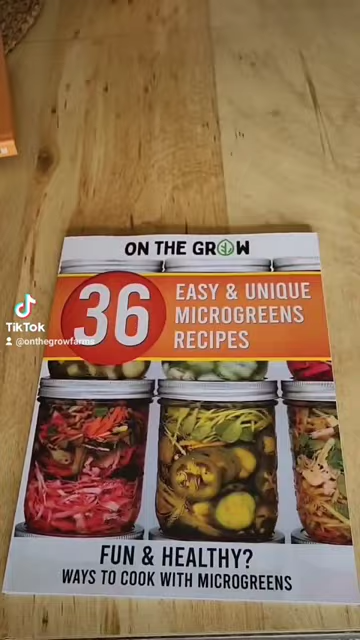 ON THE GROW
36
EASY & UNIQUE
MICROGREENS
RECIPES
TikTok
@onthegrowfarms
FUN & HEALTHY?
WAYS TO COOK WITH MICROGREENS